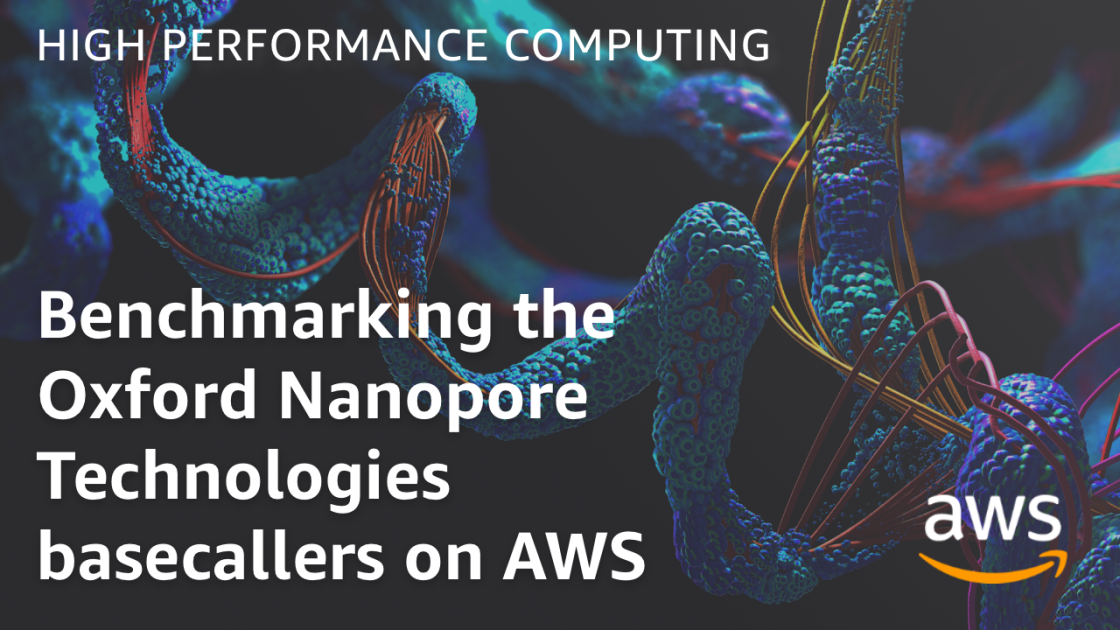 HIGH PERFORMANCE COMPUTING
Benchmarking the
Oxford Nanopore
Technologies
basecallers on AWS
aws